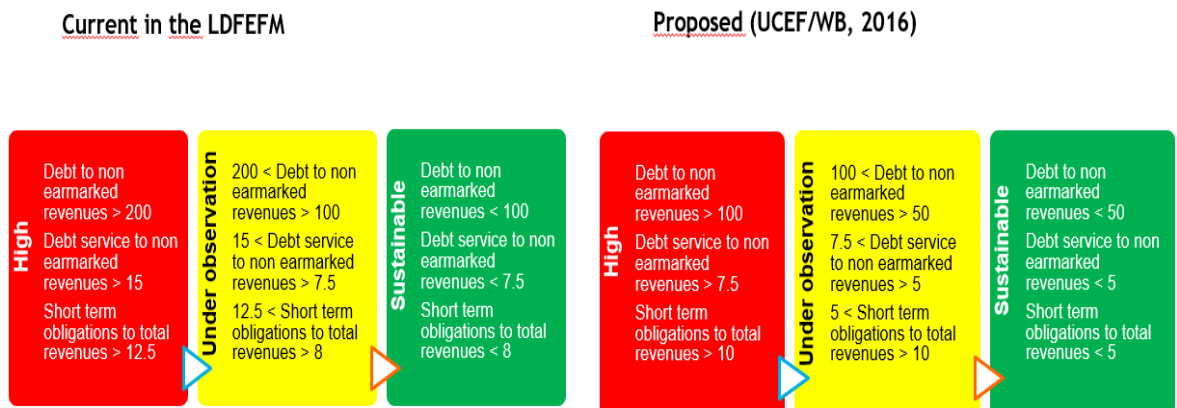 Current in the LDFEFM
High
Debt to non
earmarked
revenues > 200
Debt service to non
earmarked
revenues > 15
Short term
obligations to total
revenues > 12.5
Under observation
200 < Debt to non
earmarked
revenues > 100
15 < Debt service
to non earmarked
revenues > 7.5
12.5 < Short term
obligations to total
revenues > 8
Sustainable
Debt to non
earmarked
revenues < 100
Debt service to non
earmarked
revenues < 7.5
Short term
obligations to total
revenues < 8
Proposed (UCEF/WB, 2016)
High
Debt to non
earmarked
revenues > 100
Debt service to non
earmarked
revenues > 7.5
Short term
obligations to total
revenues > 10
Under observation
100 < Debt to non
earmarked
revenues > 50
7.5 < Debt service
to non earmarked
revenues > 5
5 < Short term
obligations to total
revenues > 10
Sustainable
Debt to non
earmarked
revenues < 50
Debt service to non
earmarked
revenues < 5
Short term
obligations to total
revenues < 5